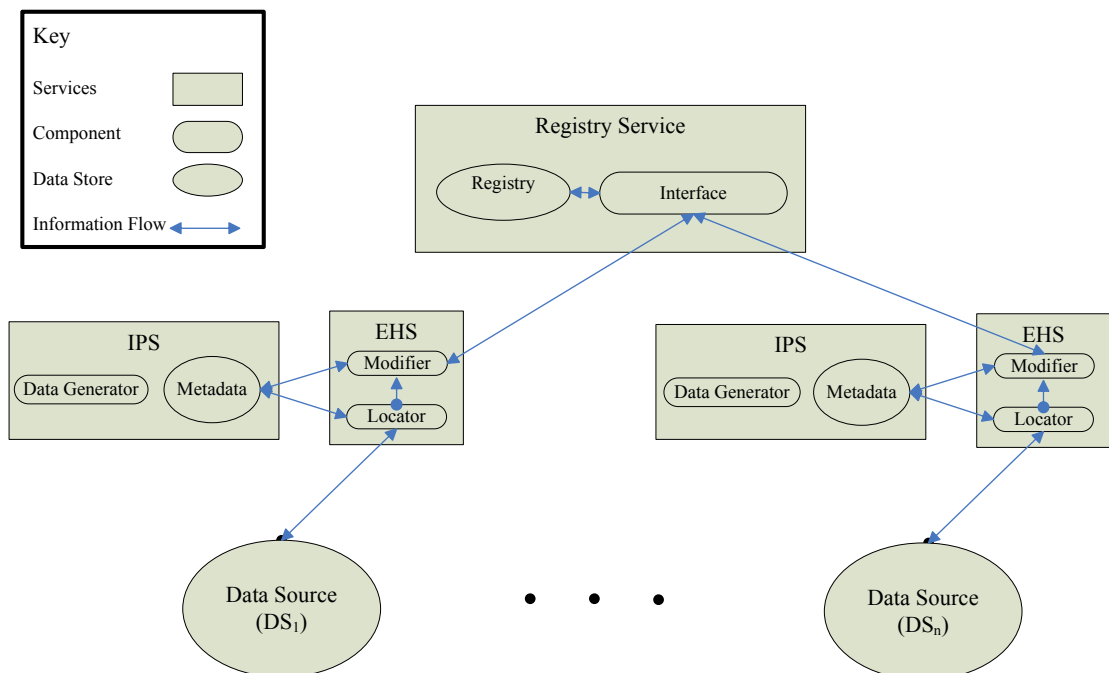 Key
Services
Component
Data Store
Information Flow
Registry Service
Registry
Interface
IPS
Data Generator
Metadata
EHS
Modifier
Locator
IPS
Data Generator
Metadata
EHS
Modifier
Locator
Data Source
(DS₁)
Data Source
(DSₙ)